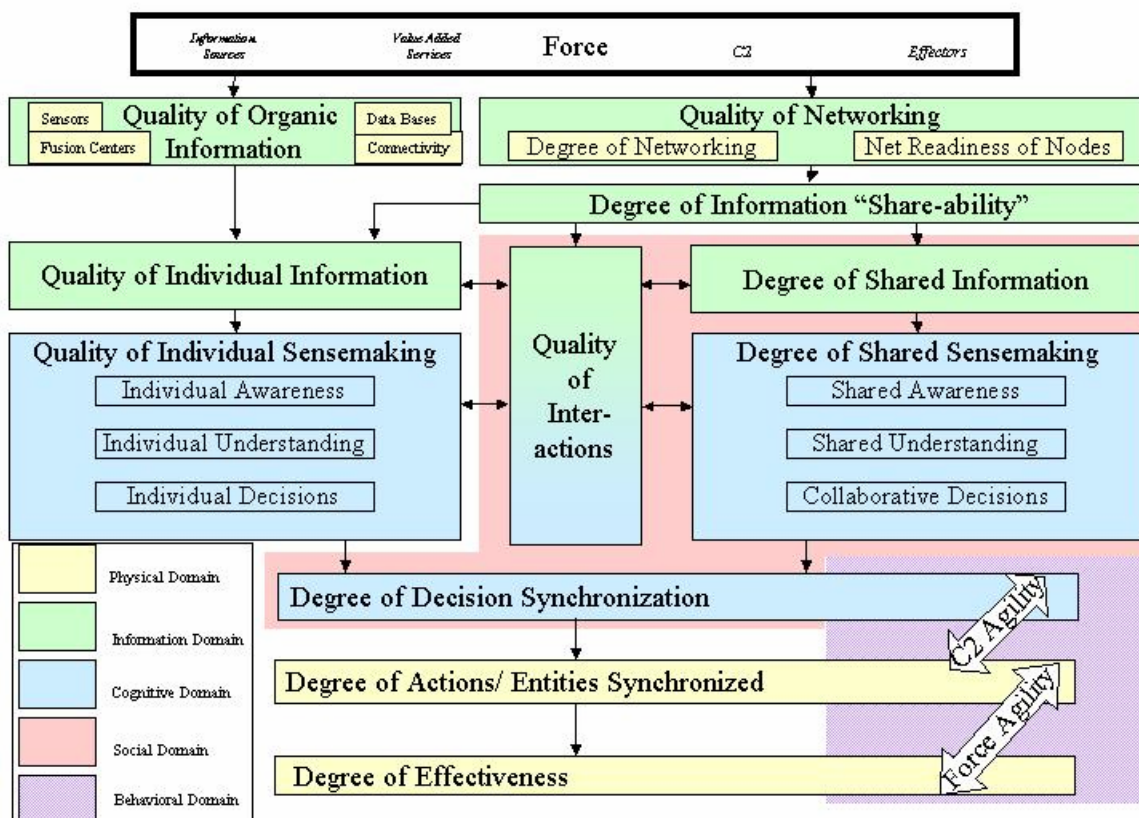 Information
Sources
Value Added
Services
Force
C2
Effectors
Quality of Organic
Information
Sensors
Fusion Centers
Data Bases
Connectivity
Quality of Networking
Degree of Networking
Net Readiness of Nodes
Degree of Information “Share-ability”
Quality of Individual Information
Quality
of
Inter-
actions
Degree of Shared Information
Quality of Individual Sensemaking
Individual Awareness
Individual Understanding
Individual Decisions
Degree of Shared Sensemaking
Shared Awareness
Shared Understanding
Collaborative Decisions
Physical Domain
Information Domain
Cognitive Domain
Social Domain
Behavioral Domain
Degree of Decision Synchronization
C2 Agility
Degree of Actions/ Entities Synchronized
Force Agility
Degree of Effectiveness